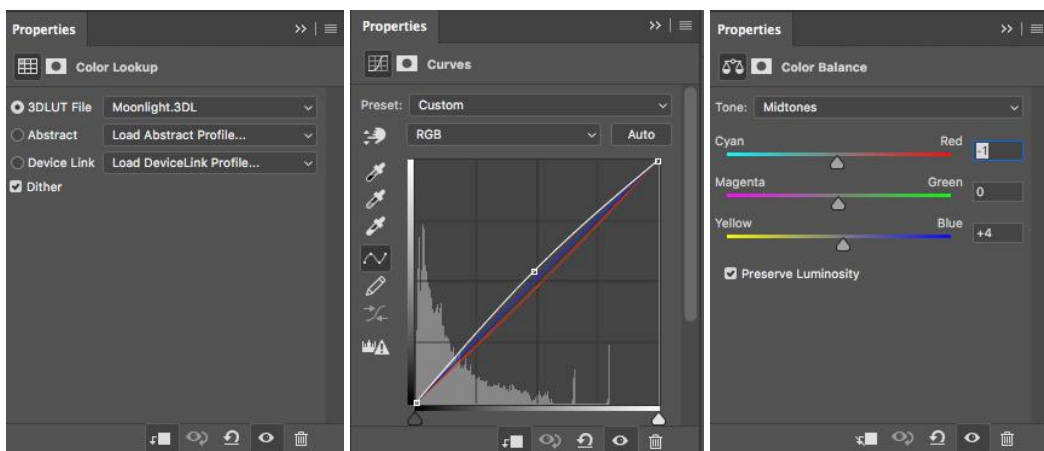 Properties
Color Lookup
3DLUT File Moonlight.3DL
Abstract Load Abstract Profile...
Device Link Load DeviceLink Profile...
Dither
Properties
Curves
Preset: Custom
RGB Auto
Properties
Color Balance
Tone: Midtones
Cyan Red -1
Magenta Green 0
Yellow Blue +4
Preserve Luminosity